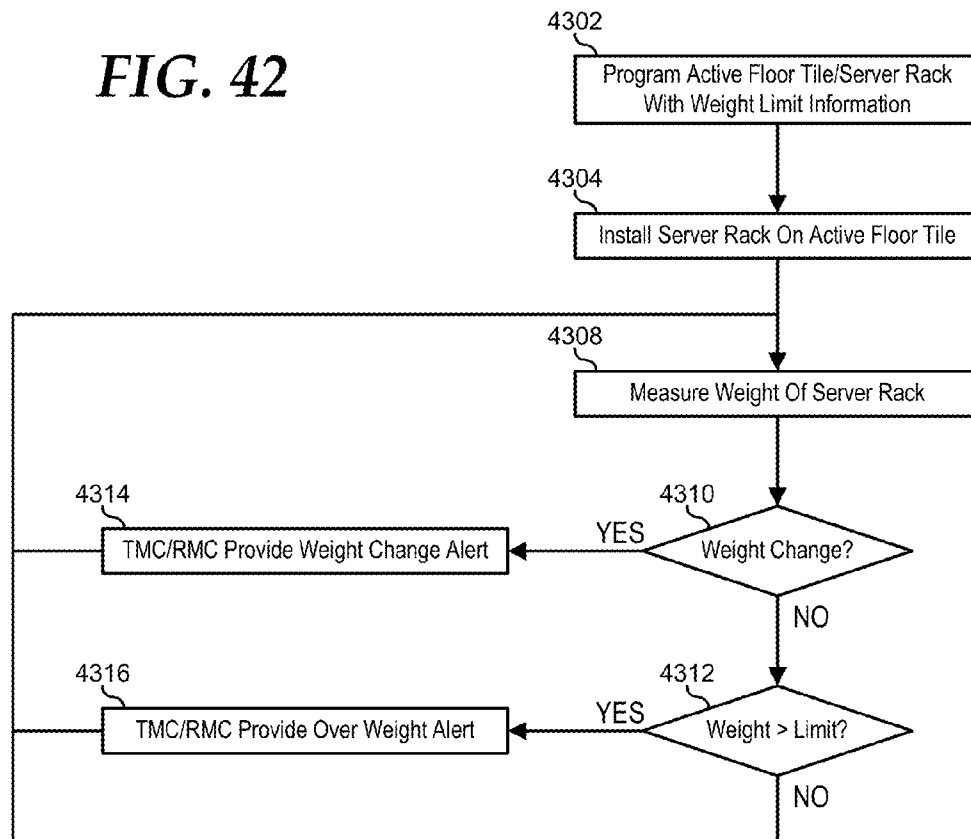 FIG. 42
4302
Program Active Floor Tile/Server Rack
With Weight Limit Information
4304
Install Server Rack On Active Floor Tile
4308
Measure Weight Of Server Rack
4314
TMC/RMC Provide Weight Change Alert
YES
4310
Weight Change?
NO
4316
TMC/RMC Provide Over Weight Alert
YES
4312
Weight > Limit?
NO